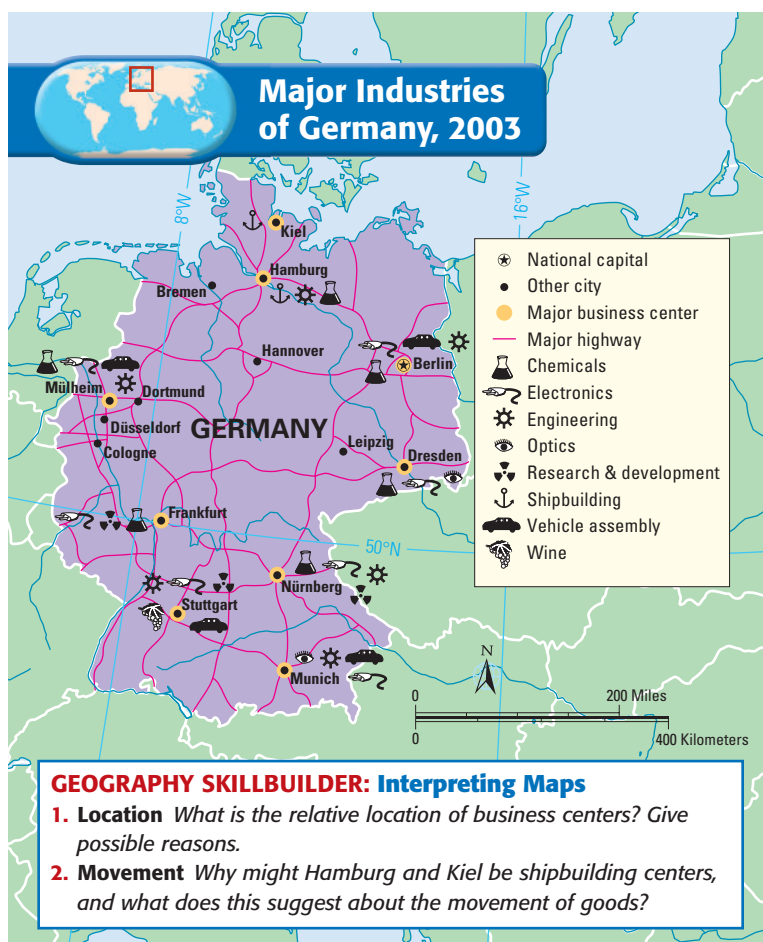 Major Industries
of Germany, 2003
8°W
16°W
Kiel
Hamburg
Bremen
Hannover
Berlin
Mülheim
Dortmund
Düsseldorf
Cologne
GERMANY
Leipzig
Dresden
Frankfurt
50°N
Nürnberg
Stuttgart
Munich
National capital
Other city
Major business center
Major highway
Chemicals
Electronics
Engineering
Optics
Research & development
Shipbuilding
Vehicle assembly
Wine
N
0 200 Miles
0 400 Kilometers
GEOGRAPHY SKILLBUILDER: Interpreting Maps
1. Location What is the relative location of business centers? Give
possible reasons.
2. Movement Why might Hamburg and Kiel be shipbuilding centers,
and what does this suggest about the movement of goods?